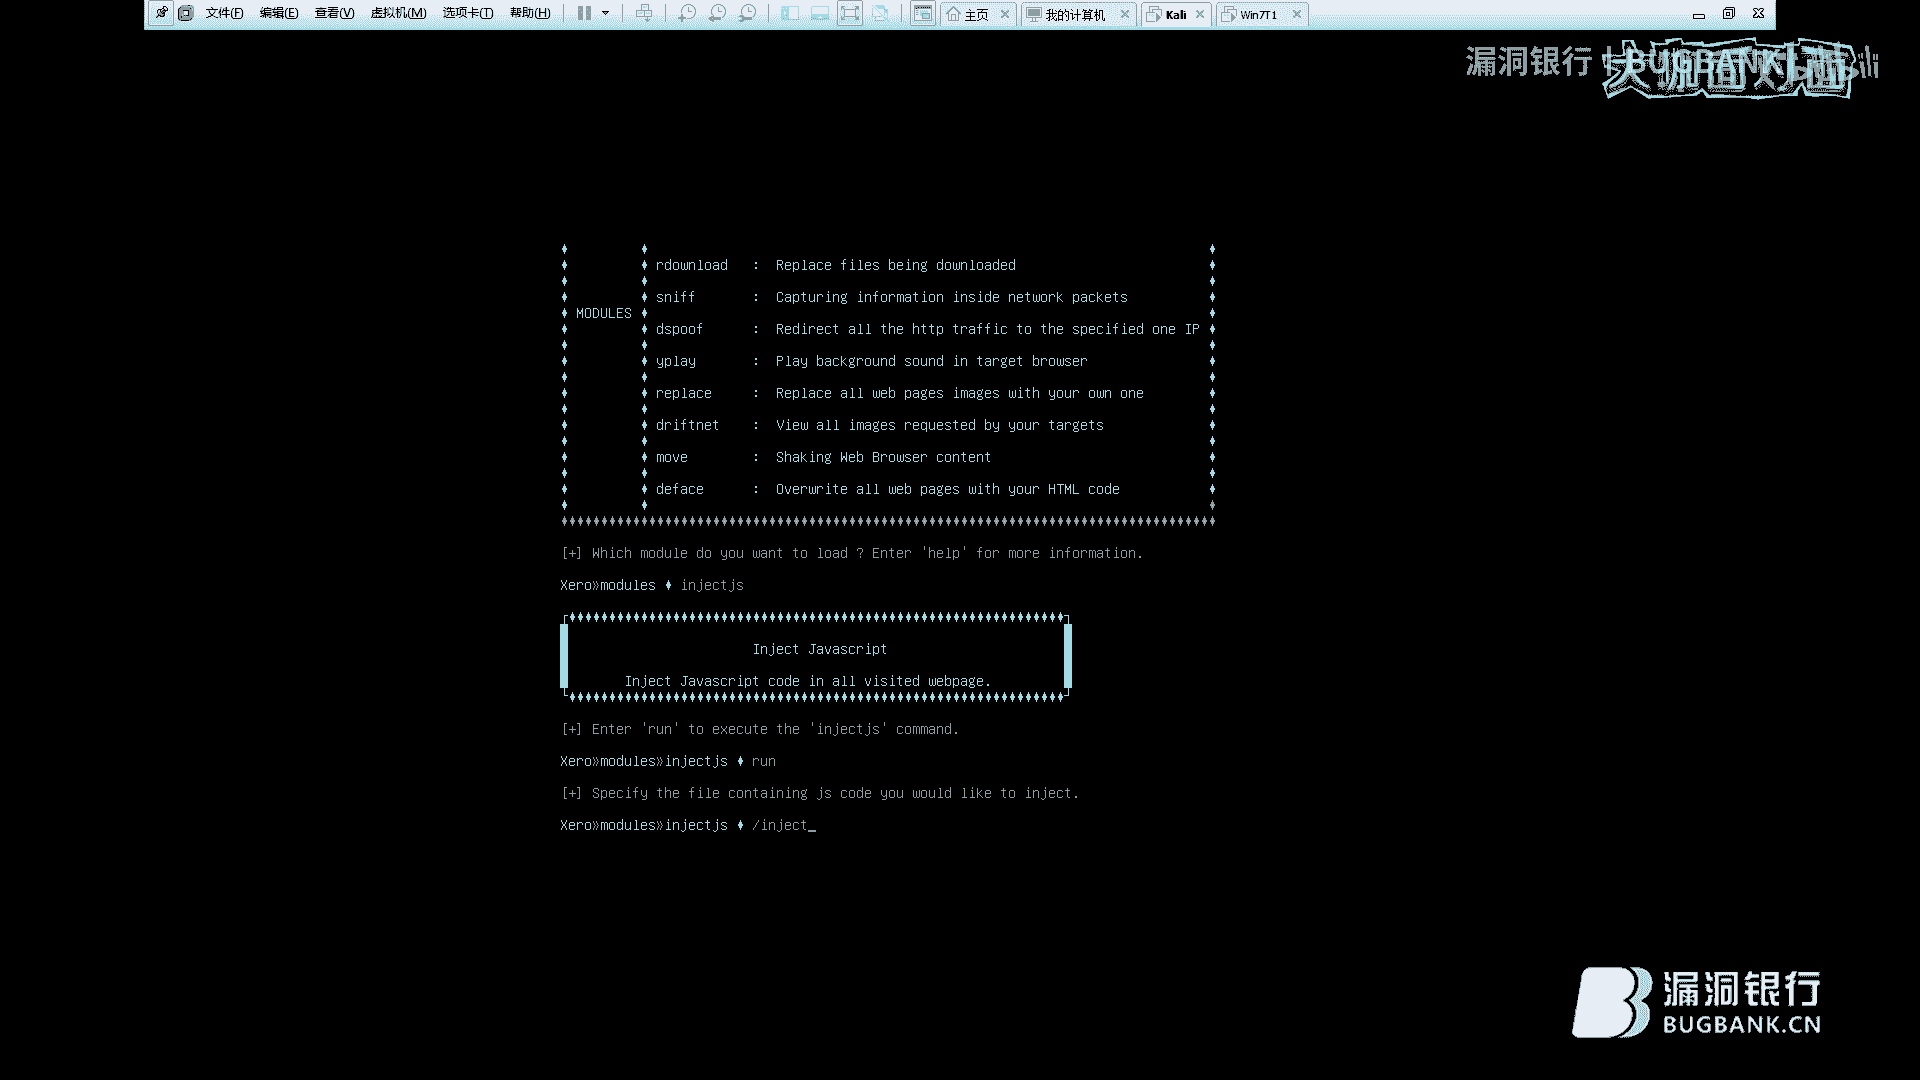 文件(F) 编辑(E) 查看(V) 虚拟机(M) 选项卡(T) 帮助(H) 主页 我的计算机 Kali Win7T1
漏洞银行 BUGBANK
rdownload : Replace files being downloaded
sniff : Capturing information inside network packets
MODULES
dspoof : Redirect all the http traffic to the specified one IP
yplay : Play background sound in target browser
replace : Replace all web pages images with your own one
driftnet : View all images requested by your targets
move : Shaking Web Browser content
deface : Overwrite all web pages with your HTML code
[+] Which module do you want to load ? Enter 'help' for more information.
Xero»modules ♦ injectjs
Inject Javascript
Inject Javascript code in all visited webpage.
[+] Enter 'run' to execute the 'injectjs' command.
Xero»modules»injectjs ♦ run
[+] Specify the file containing js code you would like to inject.
Xero»modules»injectjs ♦ /inject_
漏洞银行
BUGBANK.CN